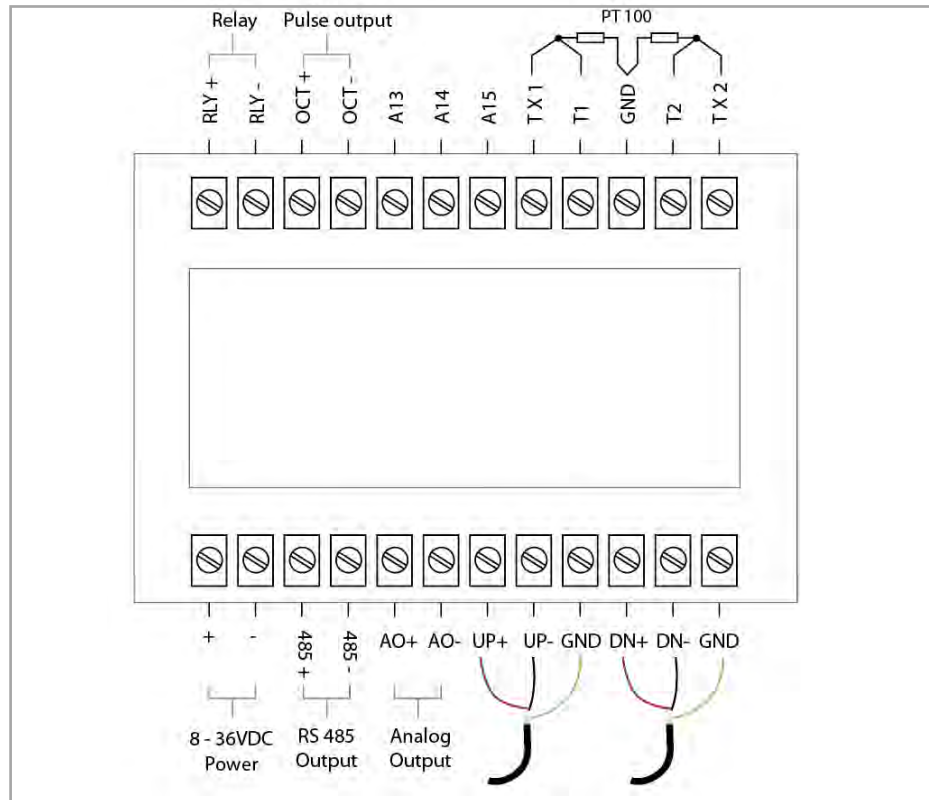 Relay Pulse output PT 100
RLY + RLY - OCT + OCT - A13 A14 A15 T X 1 T1 GND T2 T X 2
+ - 485 + 485 - AO+ AO- UP+ UP- GND DN+ DN- GND
8 - 36VDC RS 485 Analog
Power Output Output